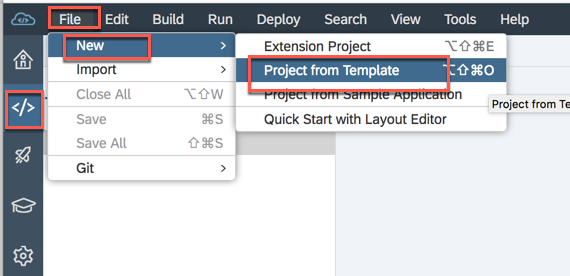 File Edit Build Run Deploy Search View Tools Help
New >
Import >
Close All ⌥⇧W
Save ⌘S
Save All ⇧⌘S
Git >
Extension Project ⌥⇧⌘E
Project from Template ⌥⇧⌘O
Project from Sample Application
Quick Start with Layout Editor
Project from Te